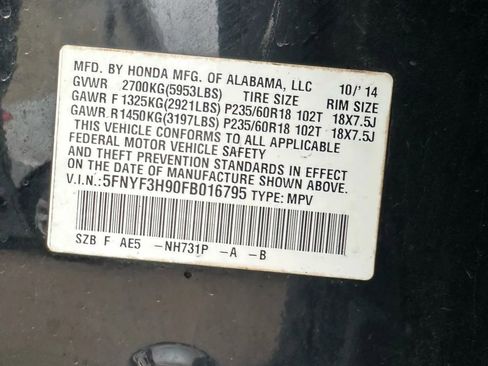 MFD. BY HONDA MFG. OF ALABAMA, LLC 10/'14
GVWR 2700KG(5953LBS) TIRE SIZE RIM SIZE
GAWR F 1325KG(2921LBS) P235/60R18 102T 18X7.5J
GAWR R1450KG(3197LBS) P235/60R18 102T 18X7.5J
THIS VEHICLE CONFORMS TO ALL APPLICABLE
FEDERAL MOTOR VEHICLE SAFETY
AND THEFT PREVENTION STANDARDS IN EFFECT
ON THE DATE OF MANUFACTURE SHOWN ABOVE.
V.I.N.:5FNYF3H90FB016795 TYPE: MPV
SZB F AE5 -NH731P -A -B